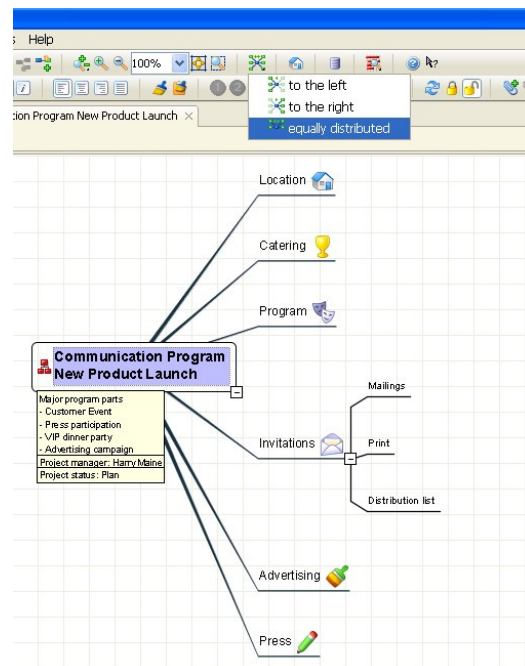 Help
100%
to the left
to the right
equally distributed
tion Program New Product Launch
Location
Catering
Program
Communication Program
New Product Launch
Major program parts
- Customer Event
- Press participation
- VIP dinner party
- Advertising campaign
Project manager: Harry Maine
Project status: Plan
Mailings
Invitations
Print
Distribution list
Advertising
Press